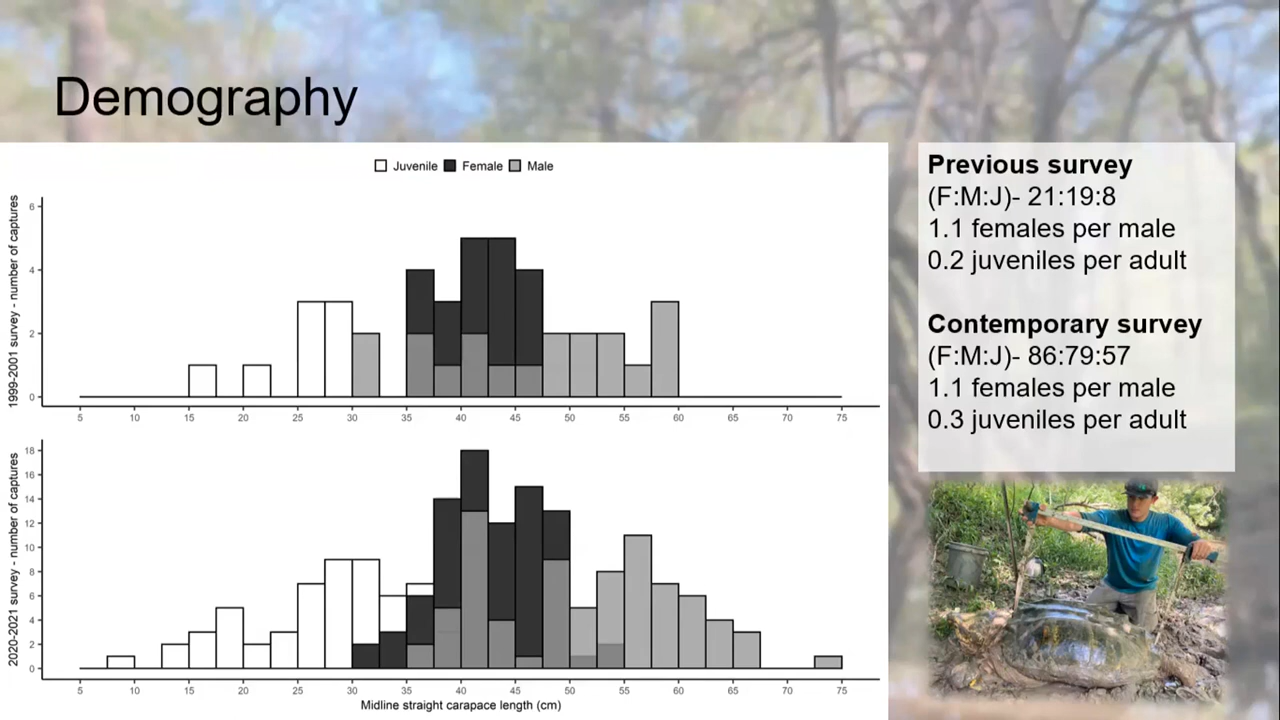 Demography
Juvenile Female Male
1999-2001 survey - number of captures
6
4
2
0
5 10 15 20 25 30 35 40 45 50 55 60 65 70 75
2020-2021 survey - number of captures
18
16
14
12
10
8
6
4
2
0
5 10 15 20 25 30 35 40 45 50 55 60 65 70 75
Midline straight carapace length (cm)
Previous survey
(F:M:J)- 21:19:8
1.1 females per male
0.2 juveniles per adult
Contemporary survey
(F:M:J)- 86:79:57
1.1 females per male
0.3 juveniles per adult